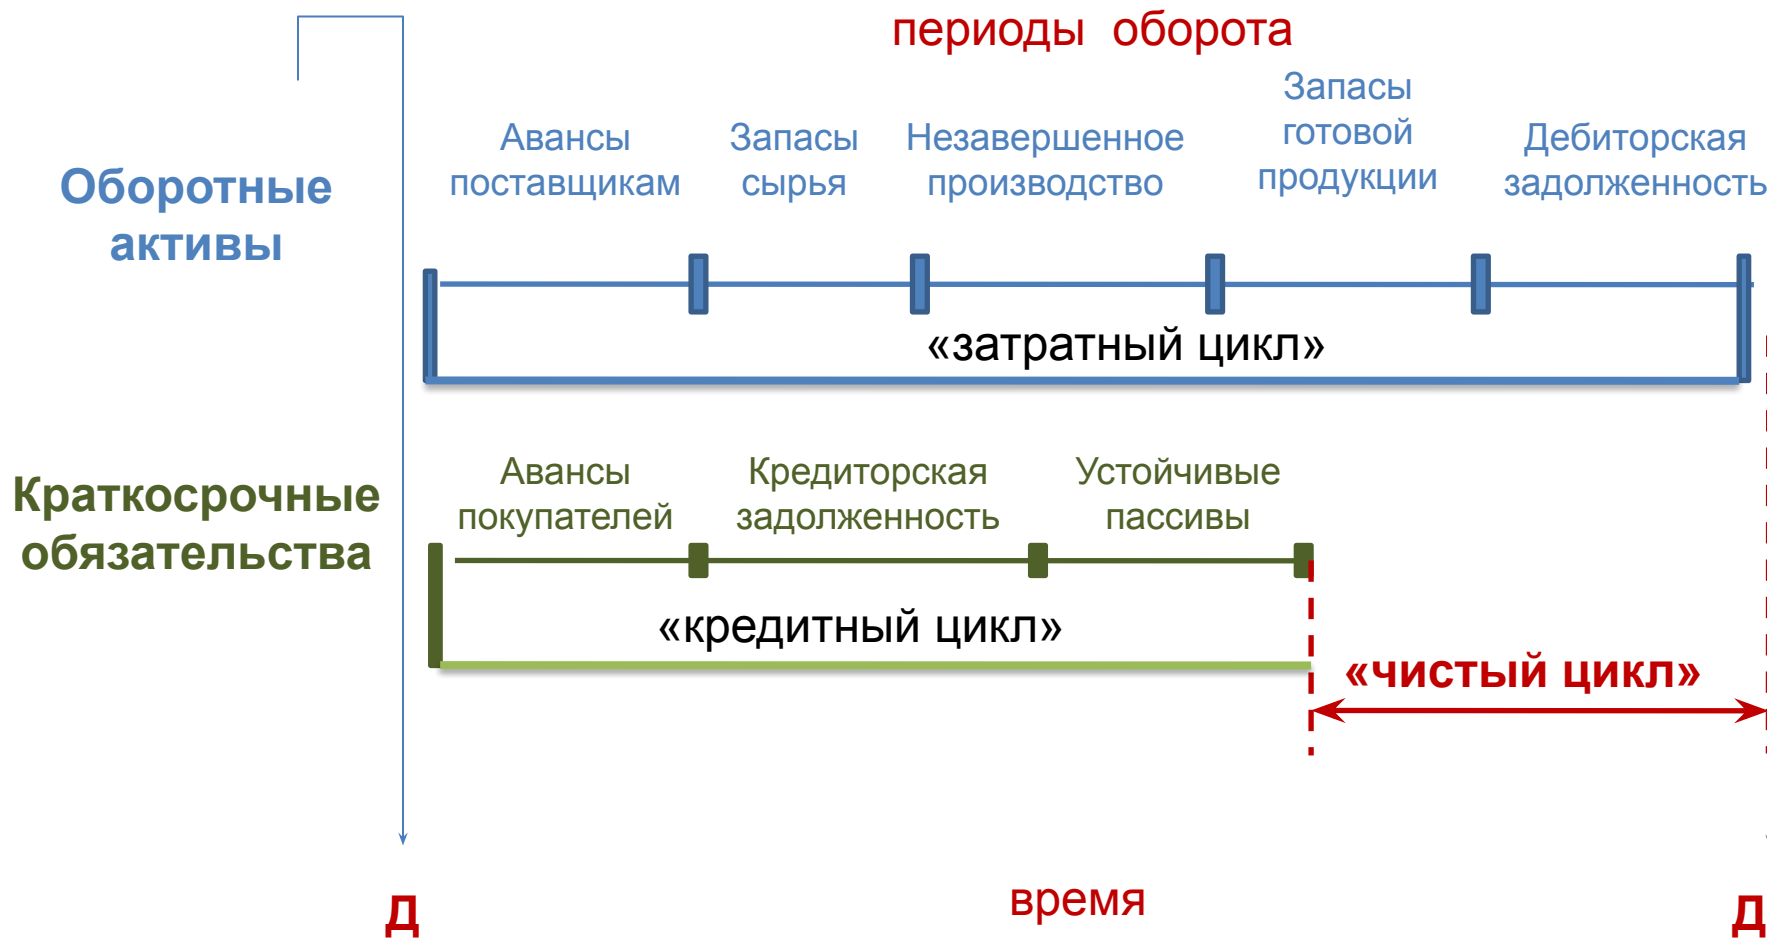 периоды оборота
Оборотные
активы
Авансы
поставщикам
Запасы
сырья
Незавершенное
производство
Запасы
готовой
продукции
Дебиторская
задолженность
«затратный цикл»
Краткосрочные
обязательства
Авансы
покупателей
Кредиторская
задолженность
Устойчивые
пассивы
«кредитный цикл»
«чистый цикл»
Д
время
Д